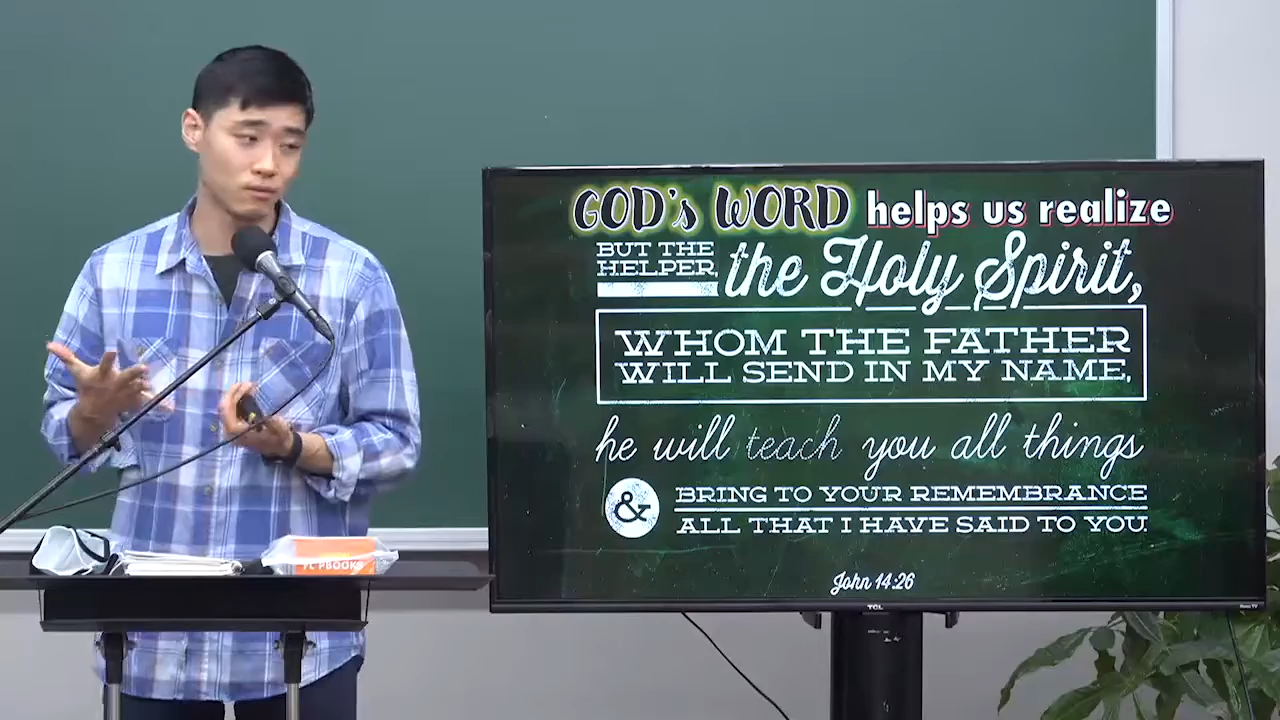 GOD's WORD helps us realize
BUT THE
HELPER,
the Holy Spirit,
WHOM THE FATHER
WILL SEND IN MY NAME,
he will teach you all things
&
BRING TO YOUR REMEMBRANCE
ALL THAT I HAVE SAID TO YOU.
John 14:26
TCL
Roku TV